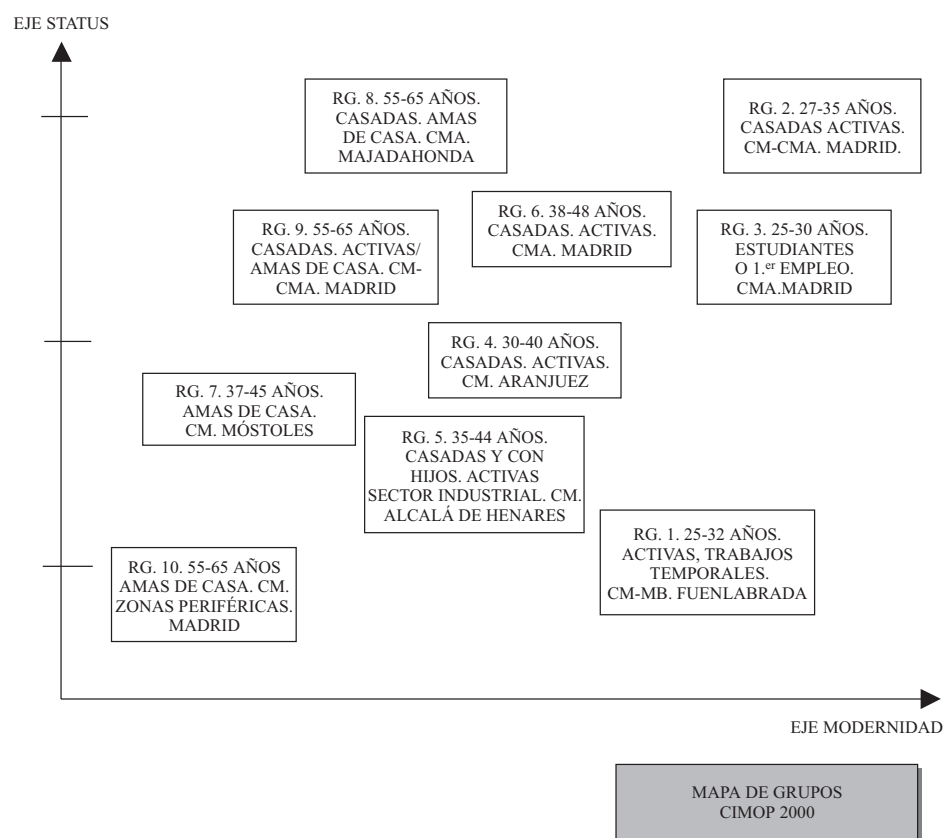 EJE STATUS
RG. 8. 55-65 AÑOS.
CASADAS. AMAS
DE CASA. CMA.
MAJADAHONDA
RG. 2. 27-35 AÑOS.
CASADAS ACTIVAS.
CM-CMA. MADRID.
RG. 9. 55-65 AÑOS.
CASADAS. ACTIVAS/
AMAS DE CASA. CM-
CMA. MADRID
RG. 6. 38-48 AÑOS.
CASADAS. ACTIVAS.
CMA. MADRID
RG. 3. 25-30 AÑOS.
ESTUDIANTES
O 1.er EMPLEO.
CMA.MADRID
RG. 4. 30-40 AÑOS.
CASADAS. ACTIVAS.
CM. ARANJUEZ
RG. 7. 37-45 AÑOS.
AMAS DE CASA.
CM. MÓSTOLES
RG. 5. 35-44 AÑOS.
CASADAS Y CON
HIJOS. ACTIVAS
SECTOR INDUSTRIAL. CM.
ALCALÁ DE HENARES
RG. 1. 25-32 AÑOS.
ACTIVAS, TRABAJOS
TEMPORALES.
CM-MB. FUENLABRADA
RG. 10. 55-65 AÑOS
AMAS DE CASA. CM.
ZONAS PERIFÉRICAS.
MADRID
EJE MODERNIDAD
MAPA DE GRUPOS
CIMOP 2000